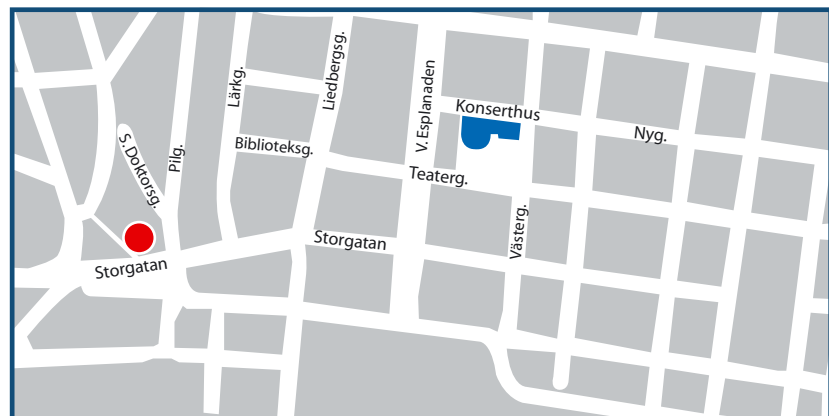 Lärkg.
Liedbergsg.
V. Esplanaden
Konserthus
Nyg.
S. Doktorsg.
Pilg.
Biblioteksg.
Teaterg.
Västerg.
Storgatan
Storgatan